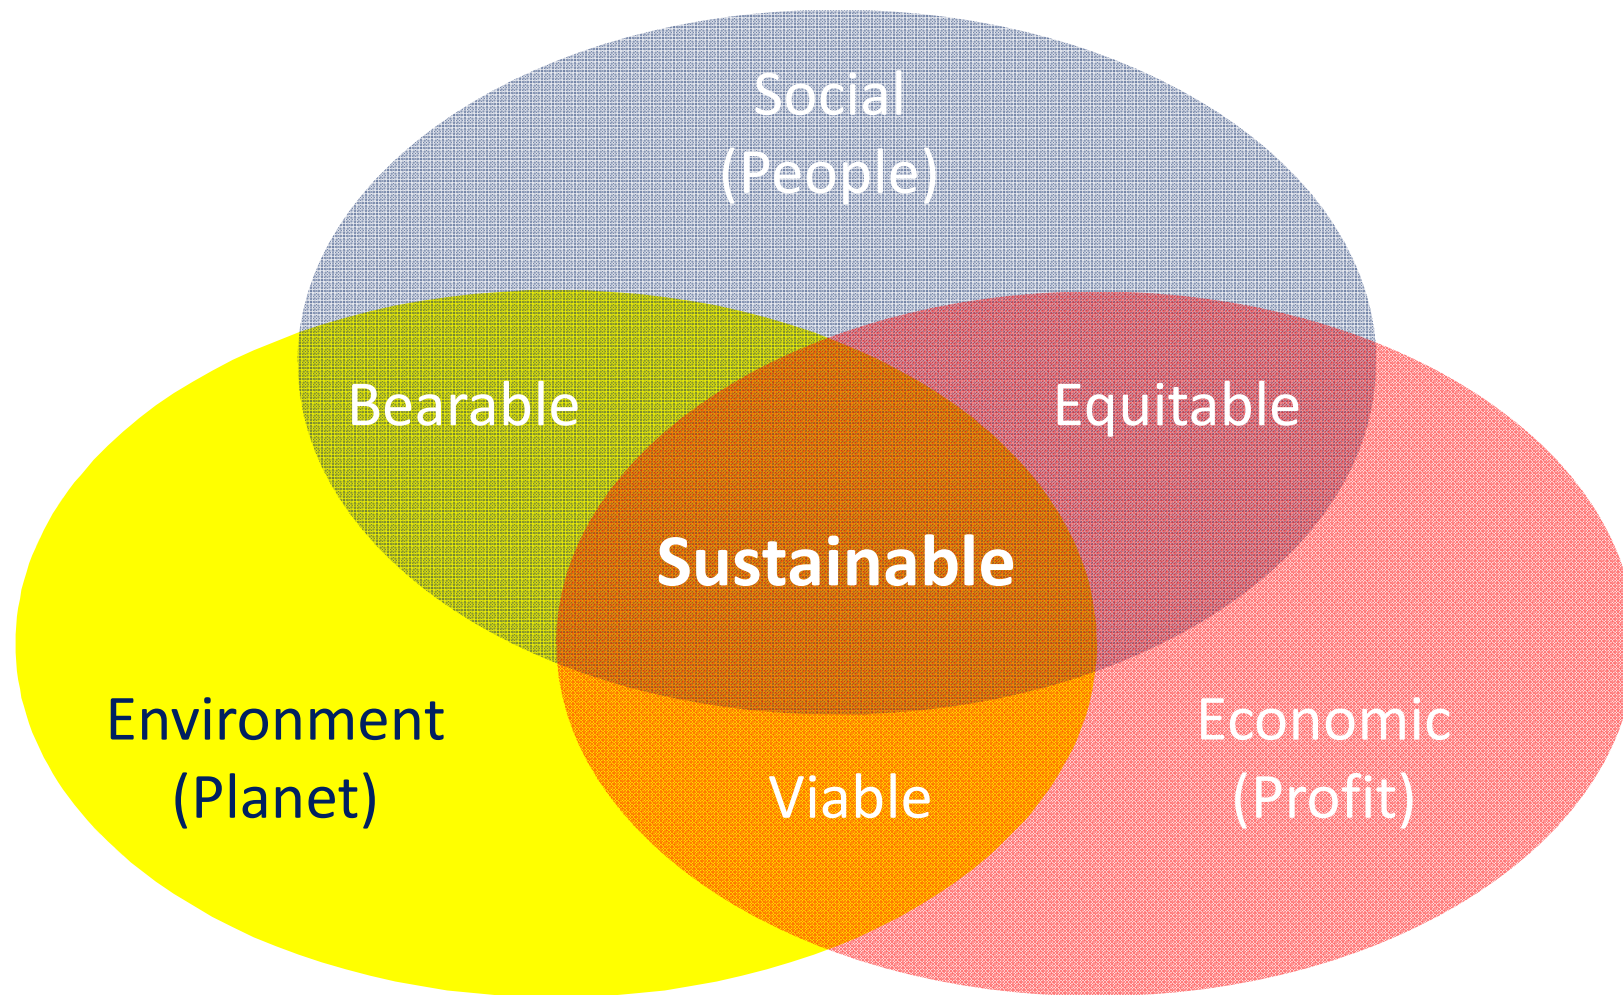 Social
(People)
Bearable
Equitable
Sustainable
Environment
(Planet)
Viable
Economic
(Profit)